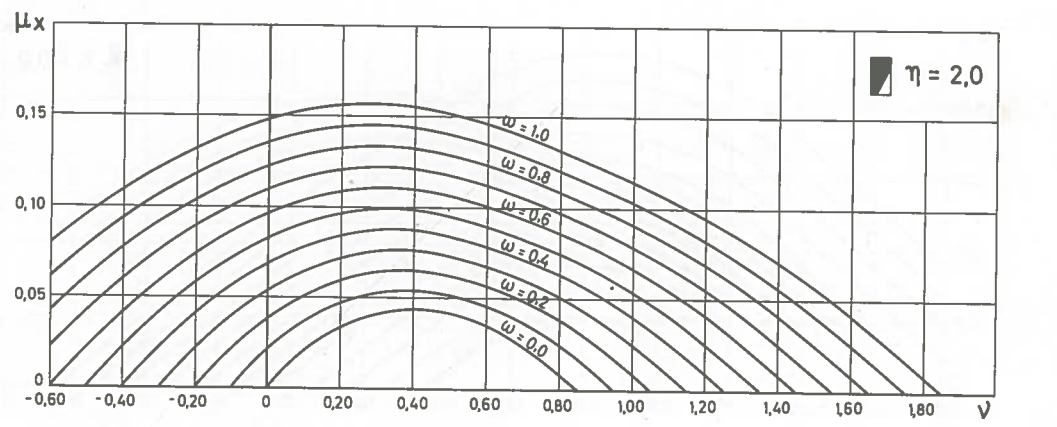 μx
η = 2,0
0,15
ω = 1.0
ω = 0.8
0,10
ω = 0.6
ω = 0.4
0,05
ω = 0.2
ω = 0.0
0
-0,60 -0,40 -0,20 0 0,20 0,40 0,60 0,80 1,00 1,20 1,40 1,60 1,80 ν